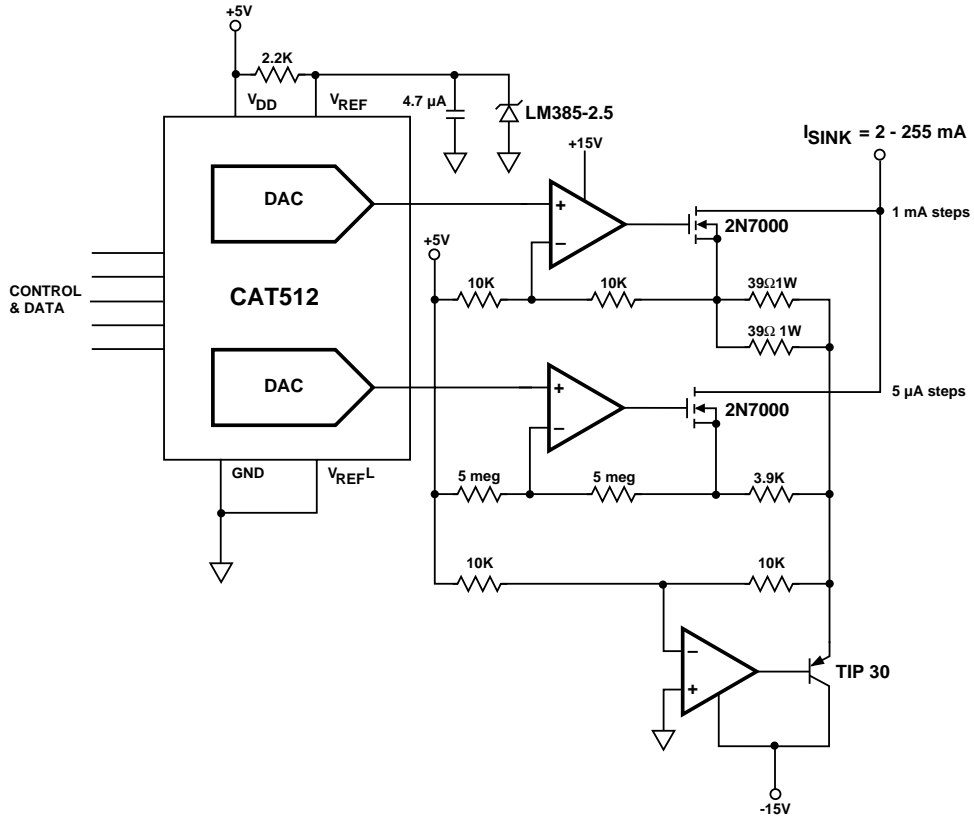 +5V
2.2K
VDD
VREF
4.7 µA
LM385-2.5
ISINK = 2 - 255 mA
+15V
DAC
+
−
2N7000
1 mA steps
+5V
CONTROL
& DATA
CAT512
10K
10K
39Ω1W
39Ω 1W
DAC
+
−
2N7000
5 µA steps
GND
VREFL
5 meg
5 meg
3.9K
10K
10K
−
+
TIP 30
-15V